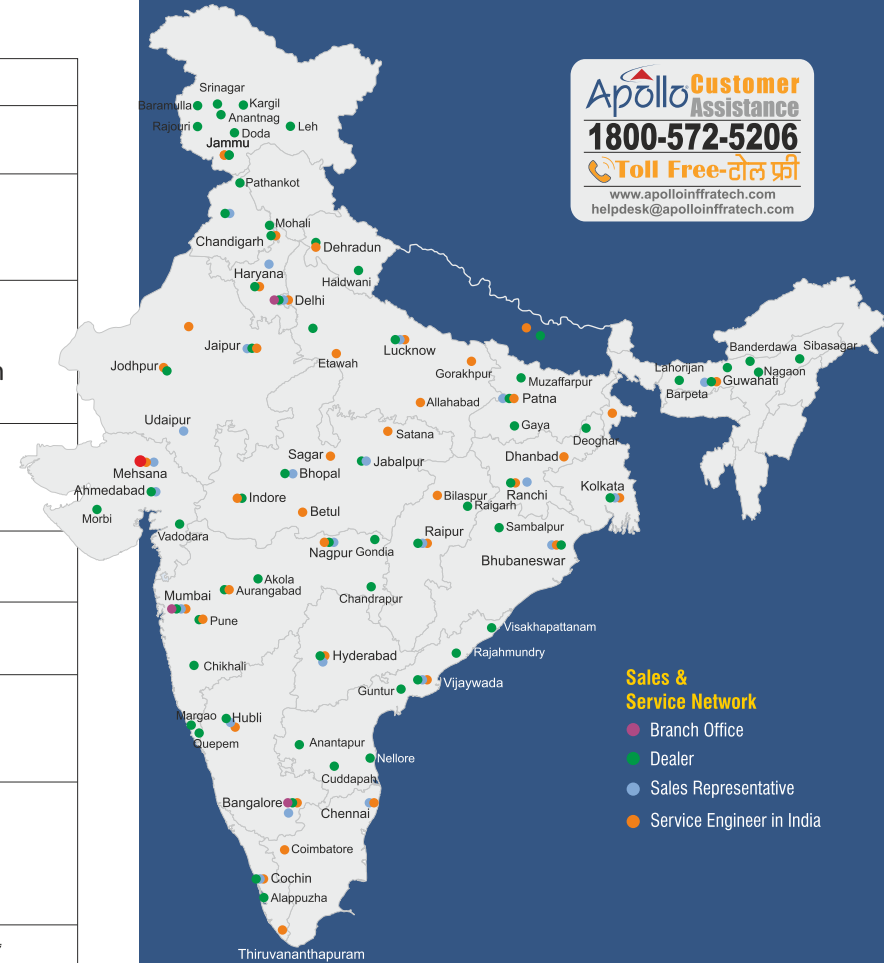 Apollo Customer
Assistance
1800-572-5206
Toll Free-टोल फ्री
www.apolloinffratech.com
helpdesk@apolloinffratech.com
Srinagar
Baramulla
Kargil
Anantnag
Rajouri
Doda
Leh
Jammu
Pathankot
Mohali
Chandigarh
Dehradun
Haryana
Haldwani
Delhi
Jaipur
Lucknow
Etawah
Jodhpur
Gorakhpur
Muzaffarpur
Lahorijan
Banderdawa
Sibasagar
Nagaon
Guwahati
Barpeta
Allahabad
Patna
Udaipur
Satana
Gaya
Deoghar
Sagar
Dhanbad
Mehsana
Bhopal
Jabalpur
Ahmedabad
Indore
Bilaspur
Ranchi
Kolkata
Raigarh
Morbi
Betul
Vadodara
Sambalpur
Raipur
Nagpur
Gondia
Bhubaneswar
Akola
Aurangabad
Mumbai
Chandrapur
Pune
Visakhapattanam
Hyderabad
Rajahmundry
Chikhali
Vijaywada
Guntur
Margao
Hubli
Quepem
Anantapur
Nellore
Cuddapah
Bangalore
Chennai
Coimbatore
Cochin
Alappuzha
Thiruvananthapuram
Sales &
Service Network
Branch Office
Dealer
Sales Representative
Service Engineer in India